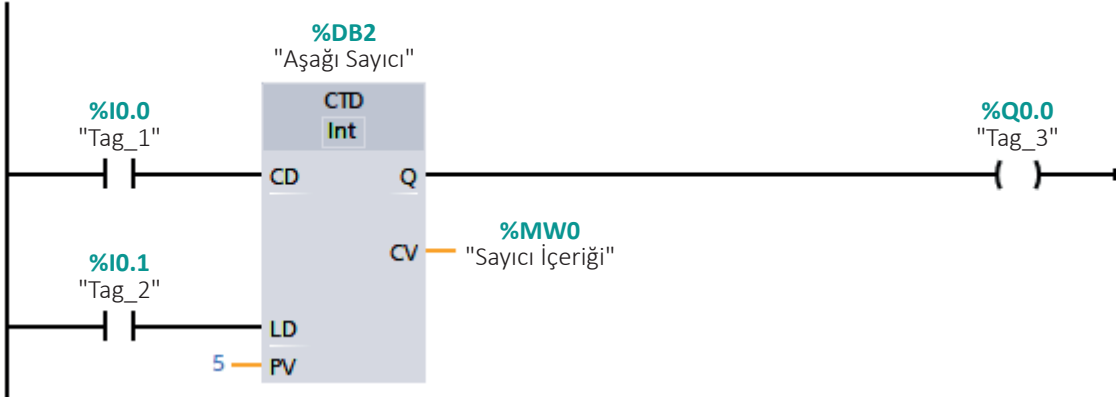 %DB2
"Aşağı Sayıcı"
CTD
Int
%I0.0
"Tag_1"
CD
Q
%Q0.0
"Tag_3"
CV
%MW0
"Sayıcı İçeriği"
%I0.1
"Tag_2"
LD
5
PV